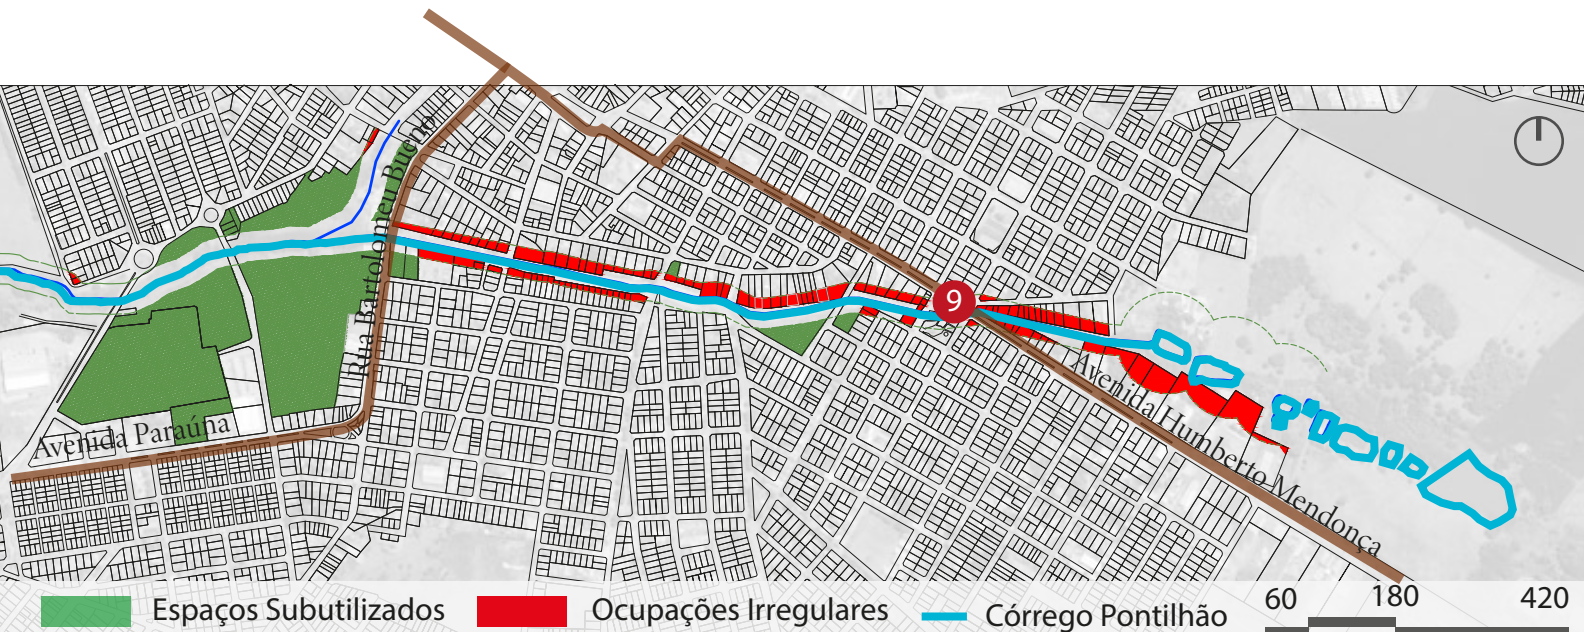 Rua Bartolomeu Bueno
9
Avenida Humberto Mendonça
Avenida Paraúna
Espaços Subutilizados
Ocupações Irregulares
Córrego Pontilhão
60
180
420